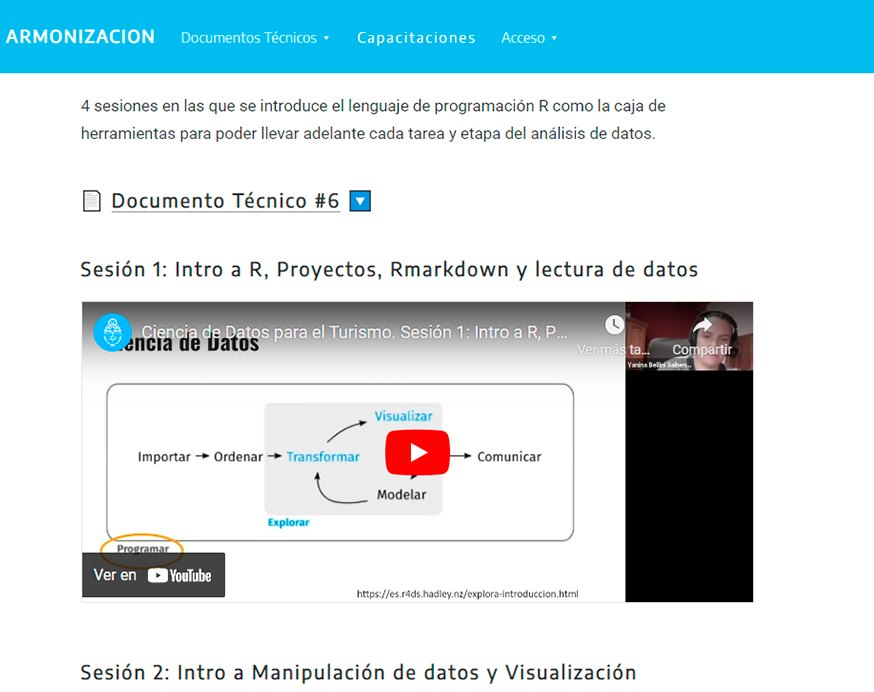 ARMONIZACION Documentos Técnicos Capacitaciones Acceso
4 sesiones en las que se introduce el lenguaje de programación R como la caja de
herramientas para poder llevar adelante cada tarea y etapa del análisis de datos.
Documento Técnico #6
Sesión 1: Intro a R, Proyectos, Rmarkdown y lectura de datos
Ciencia de Datos para el Turismo. Sesión 1: Intro a R, P...
encia de Datos
Ver más ta... Compartir
Yanina Bellini Saiben...
Visualizar
Importar Ordenar Transformar Comunicar
Modelar
Explorar
Programar
Ver en YouTube
https://es.r4ds.hadley.nz/explora-introduccion.html
Sesión 2: Intro a Manipulación de datos y Visualización